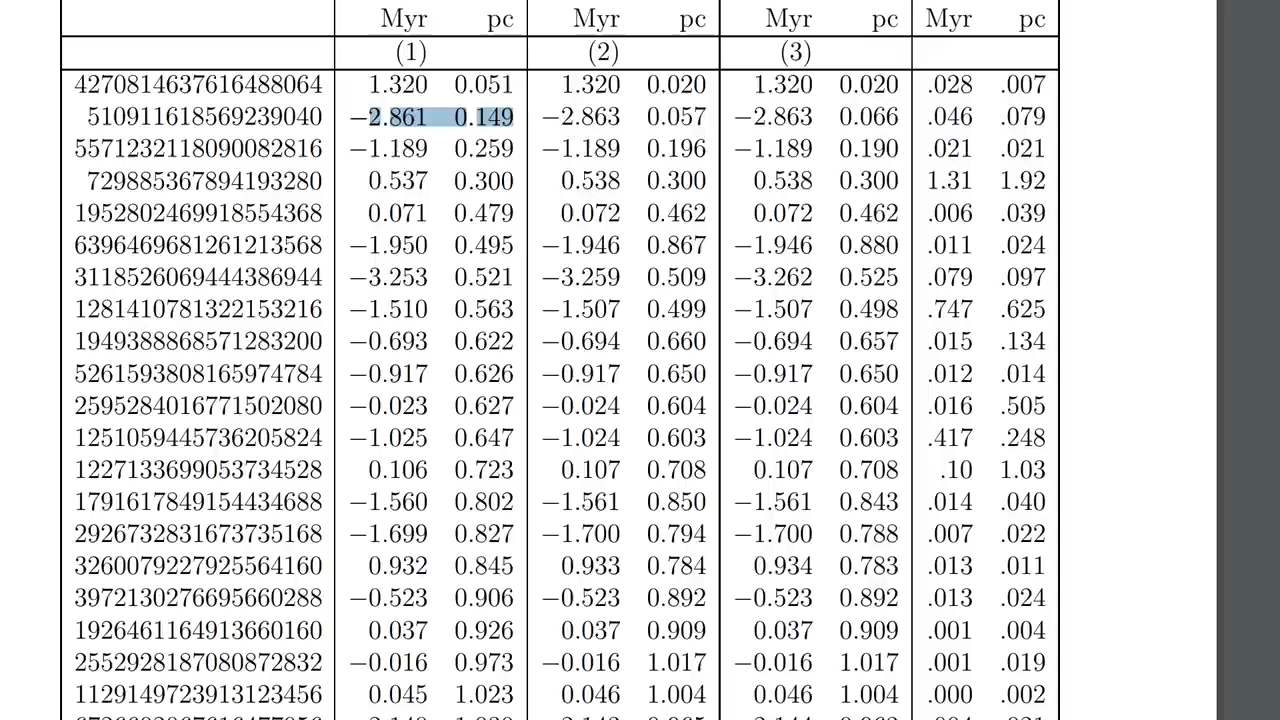 Myr pc Myr pc Myr pc Myr pc
(1) (2) (3)
4270814637616488064 1.320 0.051 1.320 0.020 1.320 0.020 .028 .007
510911618569239040 −2.861 0.149 −2.863 0.057 −2.863 0.066 .046 .079
5571232118090082816 −1.189 0.259 −1.189 0.196 −1.189 0.190 .021 .021
729885367894193280 0.537 0.300 0.538 0.300 0.538 0.300 1.31 1.92
1952802469918554368 0.071 0.479 0.072 0.462 0.072 0.462 .006 .039
6396469681261213568 −1.950 0.495 −1.946 0.867 −1.946 0.880 .011 .024
3118526069444386944 −3.253 0.521 −3.259 0.509 −3.262 0.525 .079 .097
1281410781322153216 −1.510 0.563 −1.507 0.499 −1.507 0.498 .747 .625
1949388868571283200 −0.693 0.622 −0.694 0.660 −0.694 0.657 .015 .134
5261593808165974784 −0.917 0.626 −0.917 0.650 −0.917 0.650 .012 .014
2595284016771502080 −0.023 0.627 −0.024 0.604 −0.024 0.604 .016 .505
1251059445736205824 −1.025 0.647 −1.024 0.603 −1.024 0.603 .417 .248
1227133699053734528 0.106 0.723 0.107 0.708 0.107 0.708 .10 1.03
1791617849154434688 −1.560 0.802 −1.561 0.850 −1.561 0.843 .014 .040
2926732831673735168 −1.699 0.827 −1.700 0.794 −1.700 0.788 .007 .022
3260079227925564160 0.932 0.845 0.933 0.784 0.934 0.783 .013 .011
3972130276695660288 −0.523 0.906 −0.523 0.892 −0.523 0.892 .013 .024
1926461164913660160 0.037 0.926 0.037 0.909 0.037 0.909 .001 .004
2552928187080872832 −0.016 0.973 −0.016 1.017 −0.016 1.017 .001 .019
1129149723913123456 0.045 1.023 0.046 1.004 0.046 1.004 .000 .002